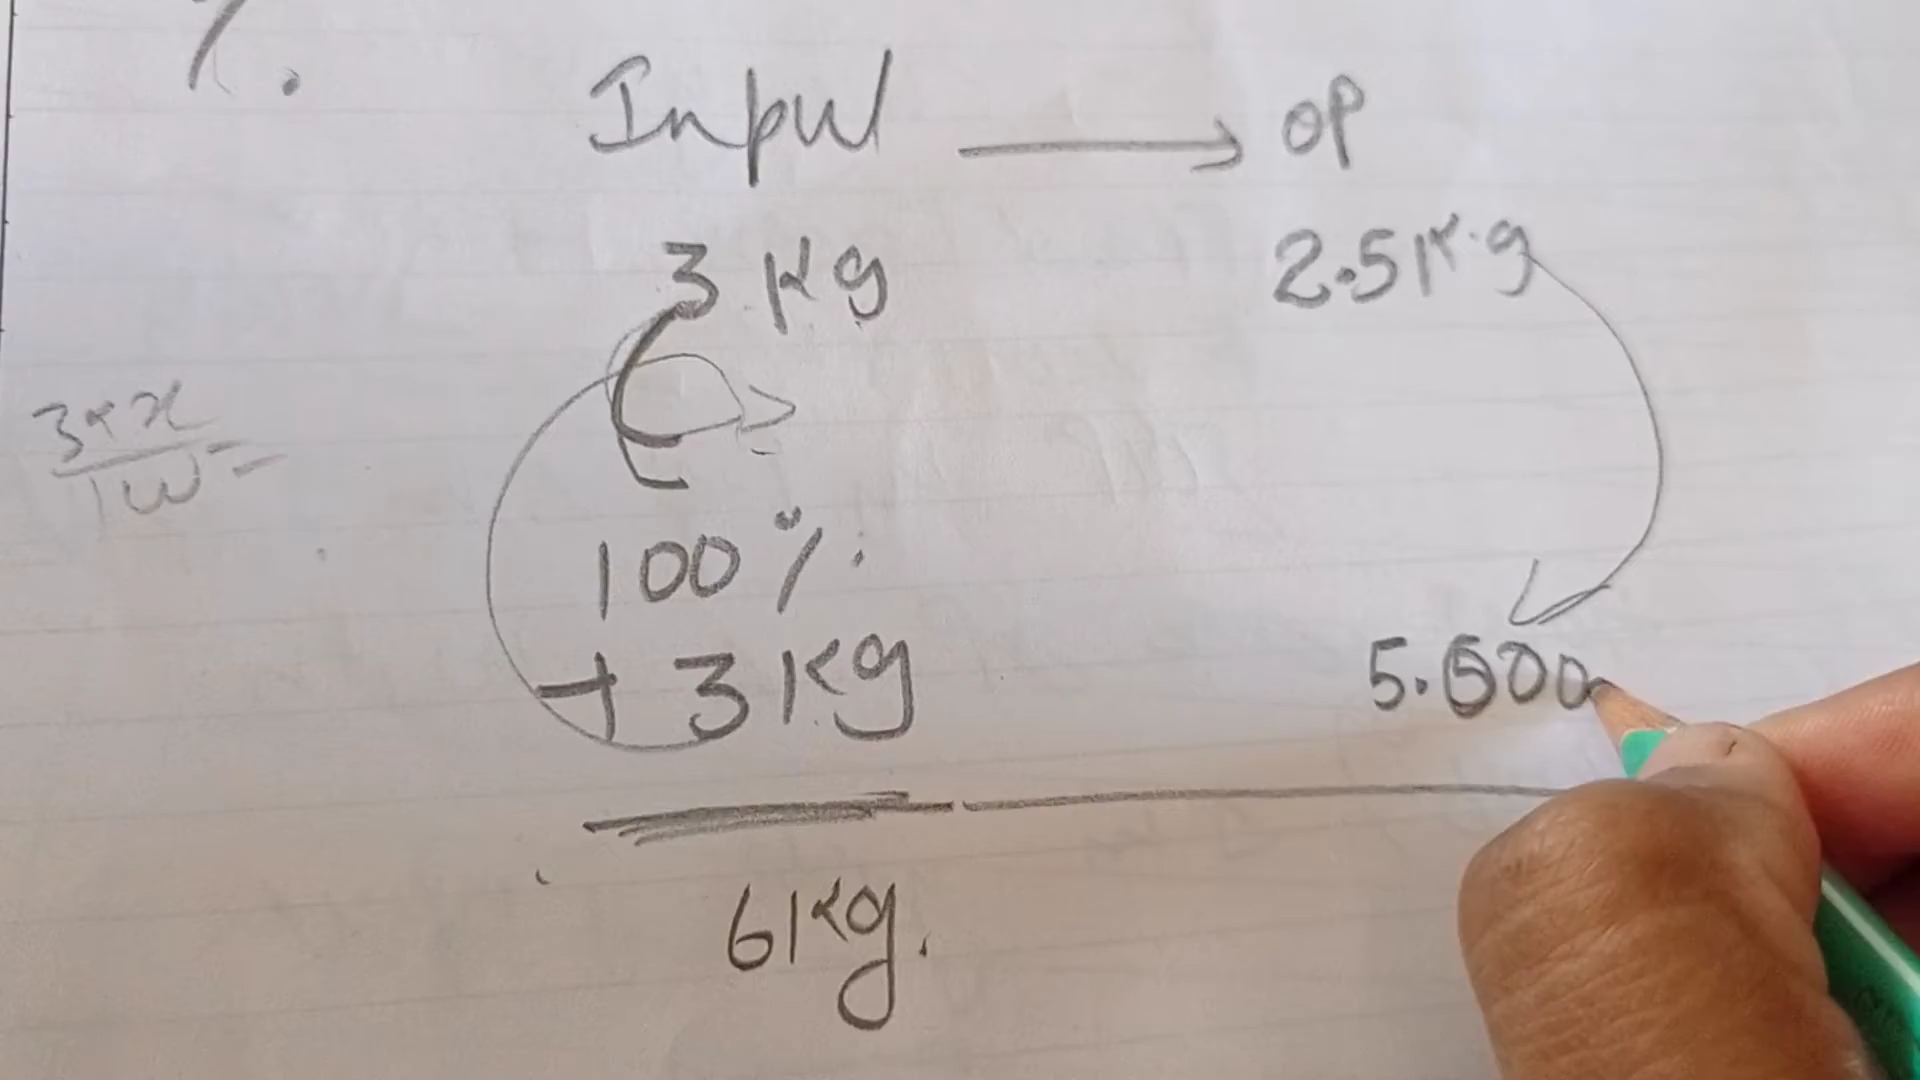 %.
Input → OP
3 Kg 2.5 Kg
3 × x
100 =
100 %.
+ 3 Kg 5.500
6 Kg.